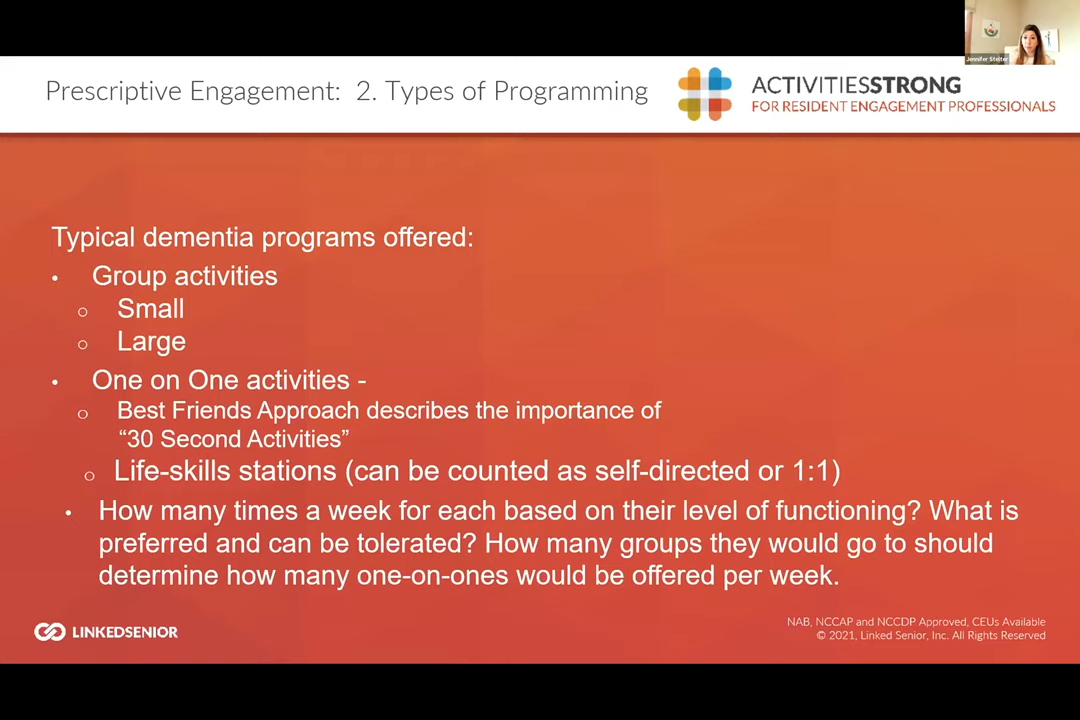 Jennifer Stelter
Prescriptive Engagement: 2. Types of Programming
ACTIVITIESSTRONG
FOR RESIDENT ENGAGEMENT PROFESSIONALS
Typical dementia programs offered:
• Group activities
○ Small
○ Large
• One on One activities -
○ Best Friends Approach describes the importance of
“30 Second Activities”
○ Life-skills stations (can be counted as self-directed or 1:1)
• How many times a week for each based on their level of functioning? What is
preferred and can be tolerated? How many groups they would go to should
determine how many one-on-ones would be offered per week.
LINKEDSENIOR
NAB, NCCAP and NCCDP Approved, CEUs Available
© 2021, Linked Senior, Inc. All Rights Reserved